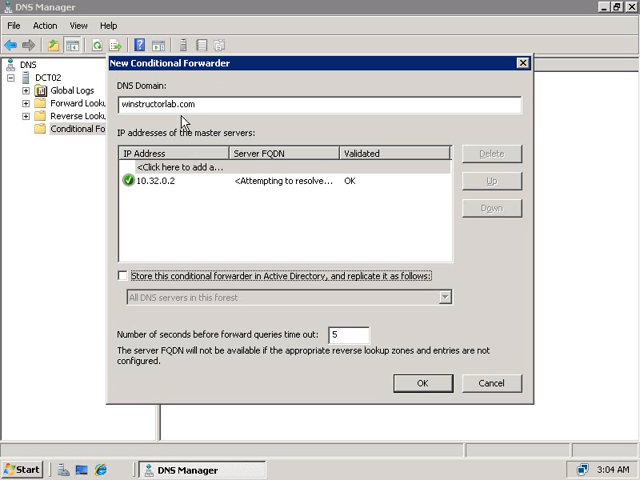 DNS Manager
File Action View Help
DNS
DCT02
Global Logs
Forward Looku
Reverse Looku
Conditional Fo
New Conditional Forwarder
DNS Domain:
winstructorlab.com
IP addresses of the master servers:
IP Address Server FQDN Validated
<Click here to add a...
10.32.0.2 <Attempting to resolve... OK
Delete
Up
Down
Store this conditional forwarder in Active Directory, and replicate it as follows:
All DNS servers in this forest
Number of seconds before forward queries time out: 5
The server FQDN will not be available if the appropriate reverse lookup zones and entries are not
configured.
OK Cancel
Start DNS Manager 3:04 AM